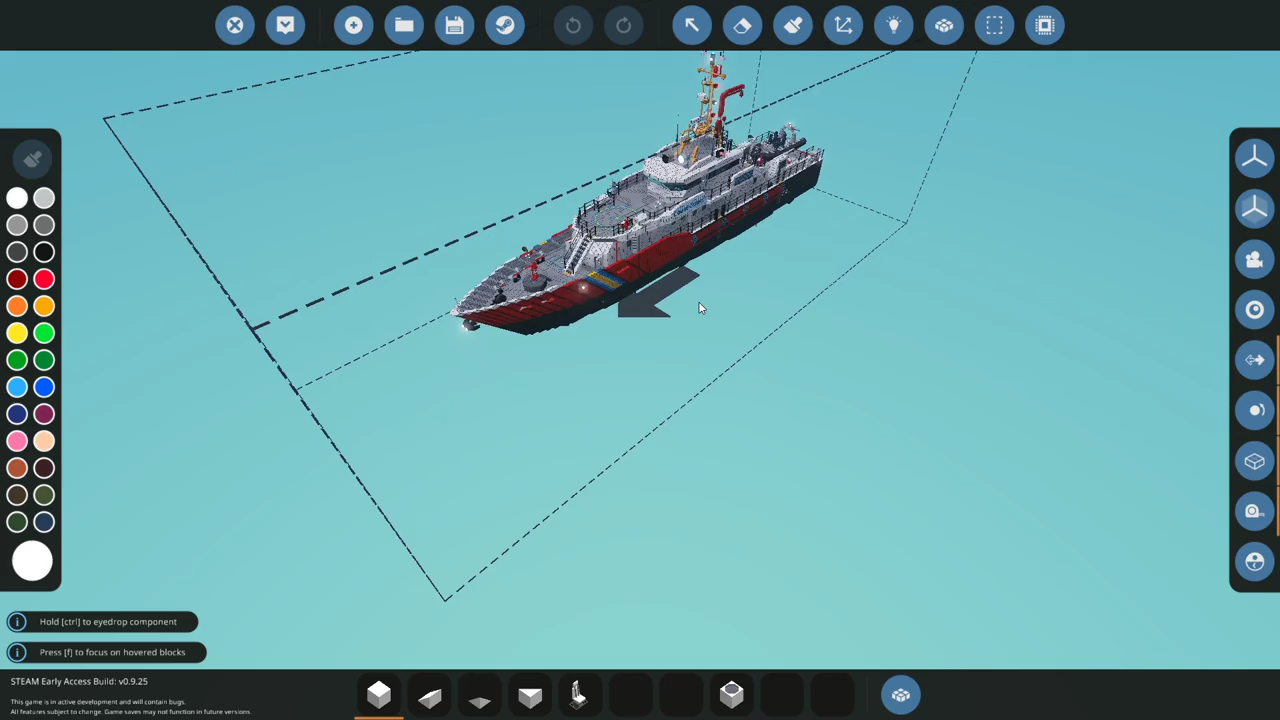 Hold [ctrl] to eyedrop component
Press [f] to focus on hovered blocks
STEAM Early Access Build: v0.9.25
This game is in active development and will contain bugs.
All features subject to change. Game saves may not function in future versions.